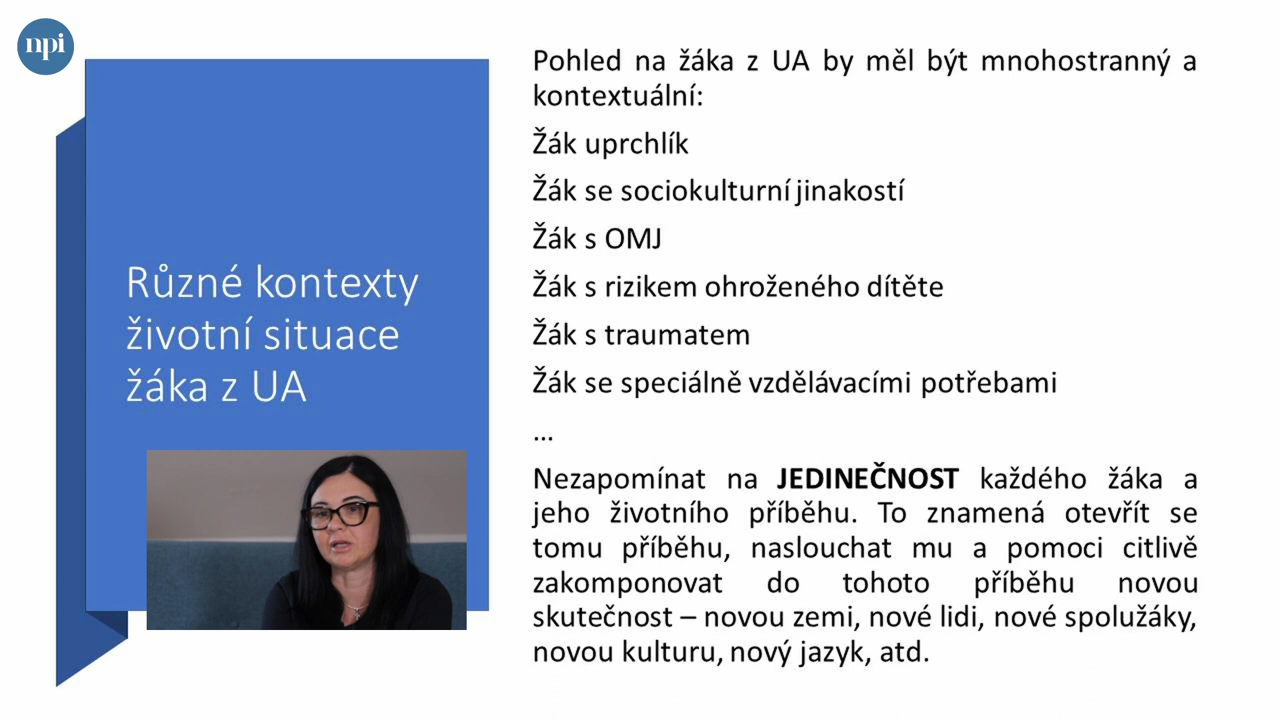 npi
Různé kontexty
životní situace
žáka z UA
Pohled na žáka z UA by měl být mnohostranný a
kontextuální:
Žák uprchlík
Žák se sociokulturní jinakostí
Žák s OMJ
Žák s rizikem ohroženého dítěte
Žák s traumatem
Žák se speciálně vzdělávacími potřebami
...
Nezapomínat na JEDINEČNOST každého žáka a
jeho životního příběhu. To znamená otevřít se
tomu příběhu, naslouchat mu a pomoci citlivě
zakomponovat do tohoto příběhu novou
skutečnost – novou zemi, nové lidi, nové spolužáky,
novou kulturu, nový jazyk, atd.